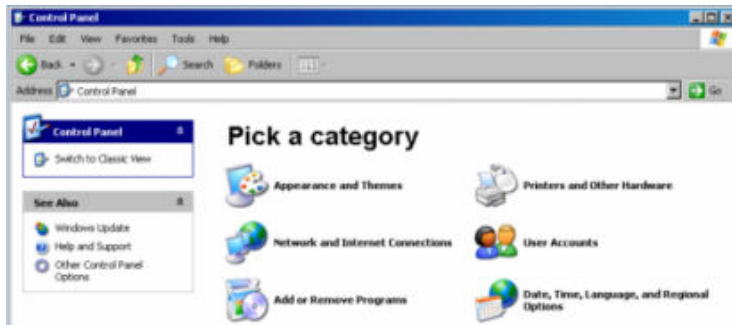 Control Panel
File Edit View Favorites Tools Help
Back Search Folders
Address Control Panel Go
Control Panel
Switch to Classic View
See Also
Windows Update
Help and Support
Other Control Panel
Options
Pick a category
Appearance and Themes
Printers and Other Hardware
Network and Internet Connections
User Accounts
Add or Remove Programs
Date, Time, Language, and Regional
Options